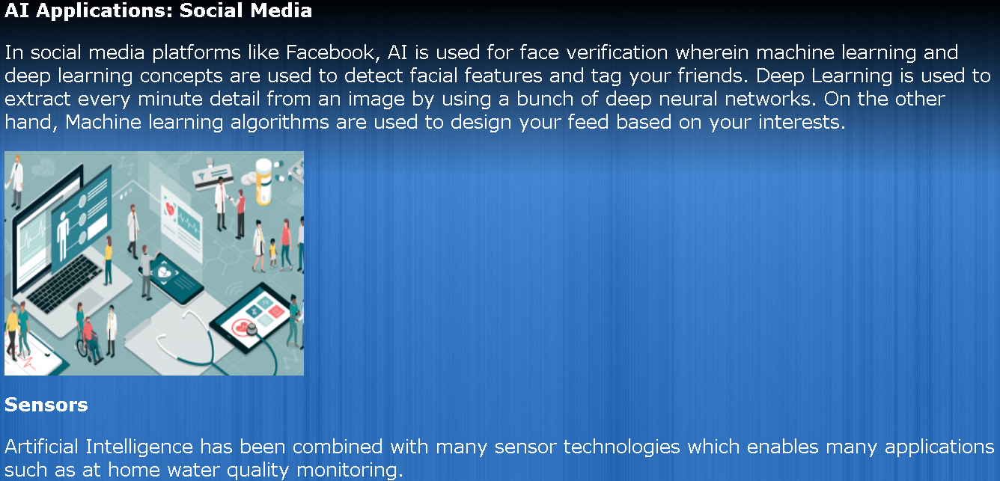 AI Applications: Social Media
In social media platforms like Facebook, AI is used for face verification wherein machine learning and
deep learning concepts are used to detect facial features and tag your friends. Deep Learning is used to
extract every minute detail from an image by using a bunch of deep neural networks. On the other
hand, Machine learning algorithms are used to design your feed based on your interests.
Sensors
Artificial Intelligence has been combined with many sensor technologies which enables many applications
such as at home water quality monitoring.